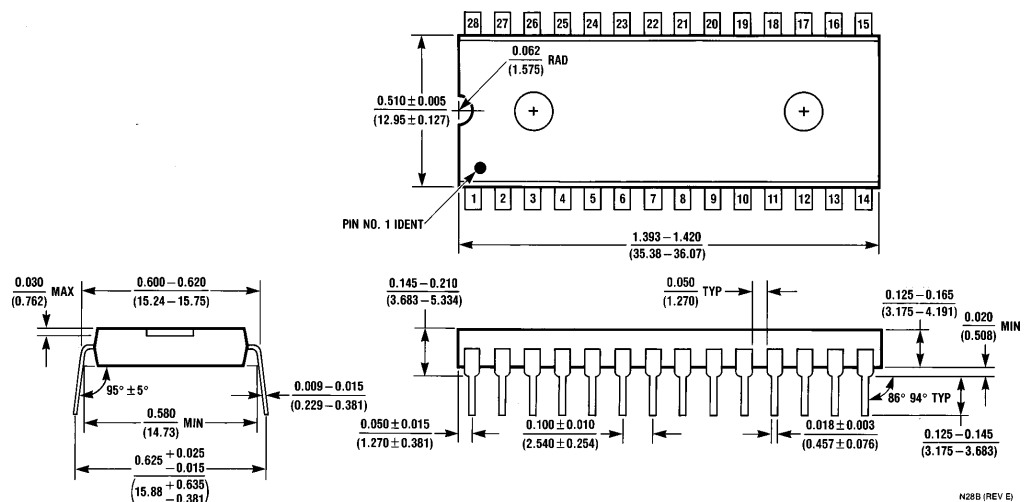 28 27 26 25 24 23 22 21 20 19 18 17 16 15
0.062
(1.575)
RAD
0.510 ± 0.005
(12.95 ± 0.127)
1 2 3 4 5 6 7 8 9 10 11 12 13 14
PIN NO. 1 IDENT
1.393 – 1.420
(35.38 – 36.07)
0.030
(0.762)
MAX
0.600 – 0.620
(15.24 – 15.75)
95° ± 5°
0.009 – 0.015
(0.229 – 0.381)
0.580
(14.73)
MIN
0.625 +0.025 −0.015
(15.88 +0.635 −0.381)
0.145 – 0.210
(3.683 – 5.334)
0.050
(1.270)
TYP
0.125 – 0.165
(3.175 – 4.191)
0.020
(0.508)
MIN
86° 94° TYP
0.050 ± 0.015
(1.270 ± 0.381)
0.100 ± 0.010
(2.540 ± 0.254)
0.018 ± 0.003
(0.457 ± 0.076)
0.125 – 0.145
(3.175 – 3.683)
N28B (REV E)